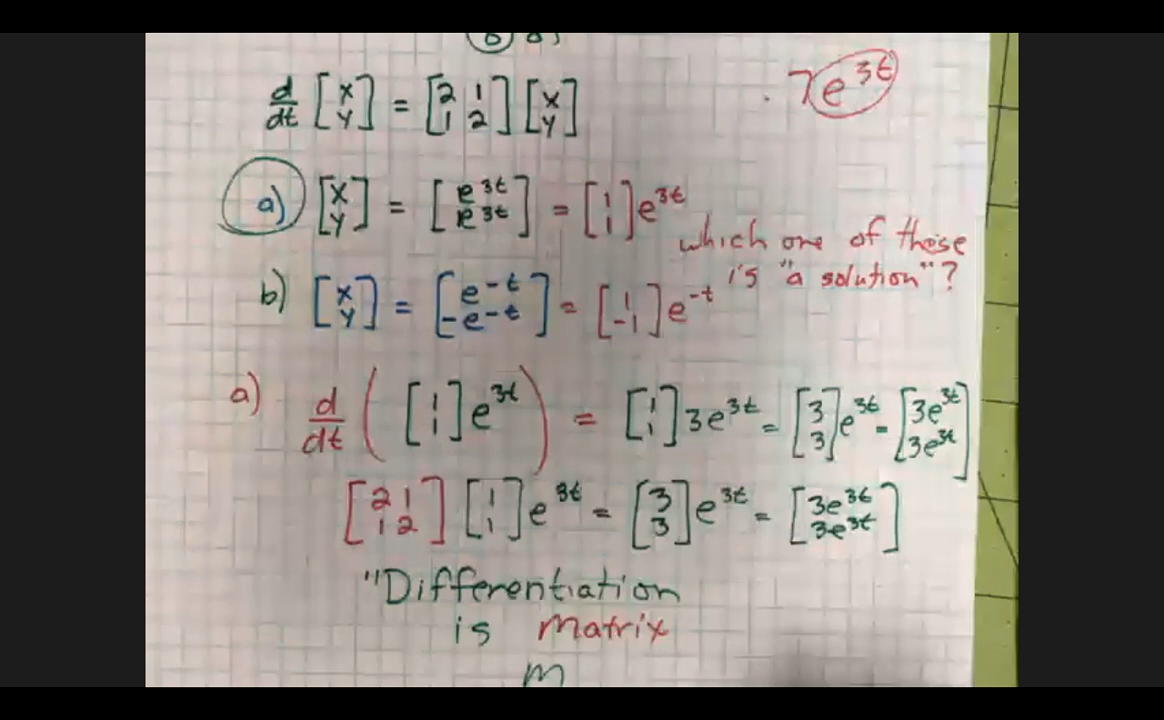 7e^{3t}
d/dt [x y] = [2 1; 1 2] [x y]
a) [x y] = [e^{3t} e^{3t}] = [1 1] e^{3t}
which one of these
is "a solution"?
b) [x y] = [e^{-t} -e^{-t}] = [1 -1] e^{-t}
a) d/dt ( [1 1] e^{3t} ) = [1 1] 3e^{3t} = [3 3] e^{3t} = [3e^{3t} 3e^{3t}]
[2 1; 1 2] [1 1] e^{3t} = [3 3] e^{3t} = [3e^{3t} 3e^{3t}]
"Differentiation
is matrix
m